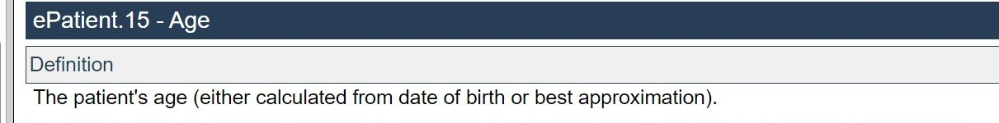 ePatient.15 - Age
Definition
The patient's age (either calculated from date of birth or best approximation).